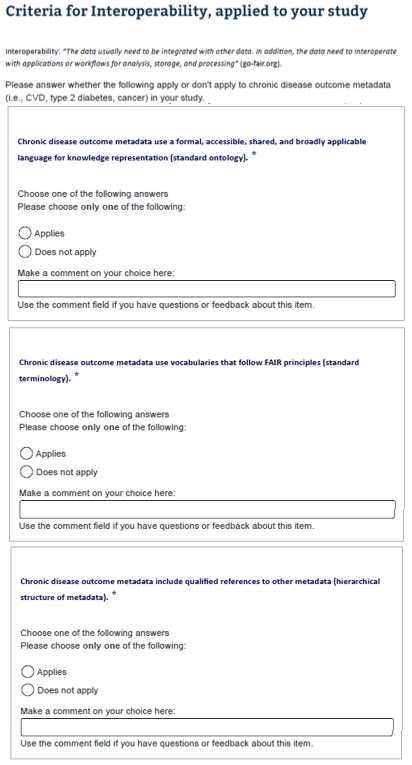 Criteria for Interoperability, applied to your study
Interoperability: "The data usually need to be integrated with other data. In addition, the data need to interoperate
with applications or workflows for analysis, storage, and processing" (go-fair.org).
Please answer whether the following apply or don't apply to chronic disease outcome metadata
(i.e., CVD, type 2 diabetes, cancer) in your study.
Chronic disease outcome metadata use a formal, accessible, shared, and broadly applicable
language for knowledge representation (standard ontology). *
Choose one of the following answers
Please choose only one of the following:
Applies
Does not apply
Make a comment on your choice here:
Use the comment field if you have questions or feedback about this item.
Chronic disease outcome metadata use vocabularies that follow FAIR principles (standard
terminology). *
Choose one of the following answers
Please choose only one of the following:
Applies
Does not apply
Make a comment on your choice here:
Use the comment field if you have questions or feedback about this item.
Chronic disease outcome metadata include qualified references to other metadata (hierarchical
structure of metadata). *
Choose one of the following answers
Please choose only one of the following:
Applies
Does not apply
Make a comment on your choice here:
Use the comment field if you have questions or feedback about this item.